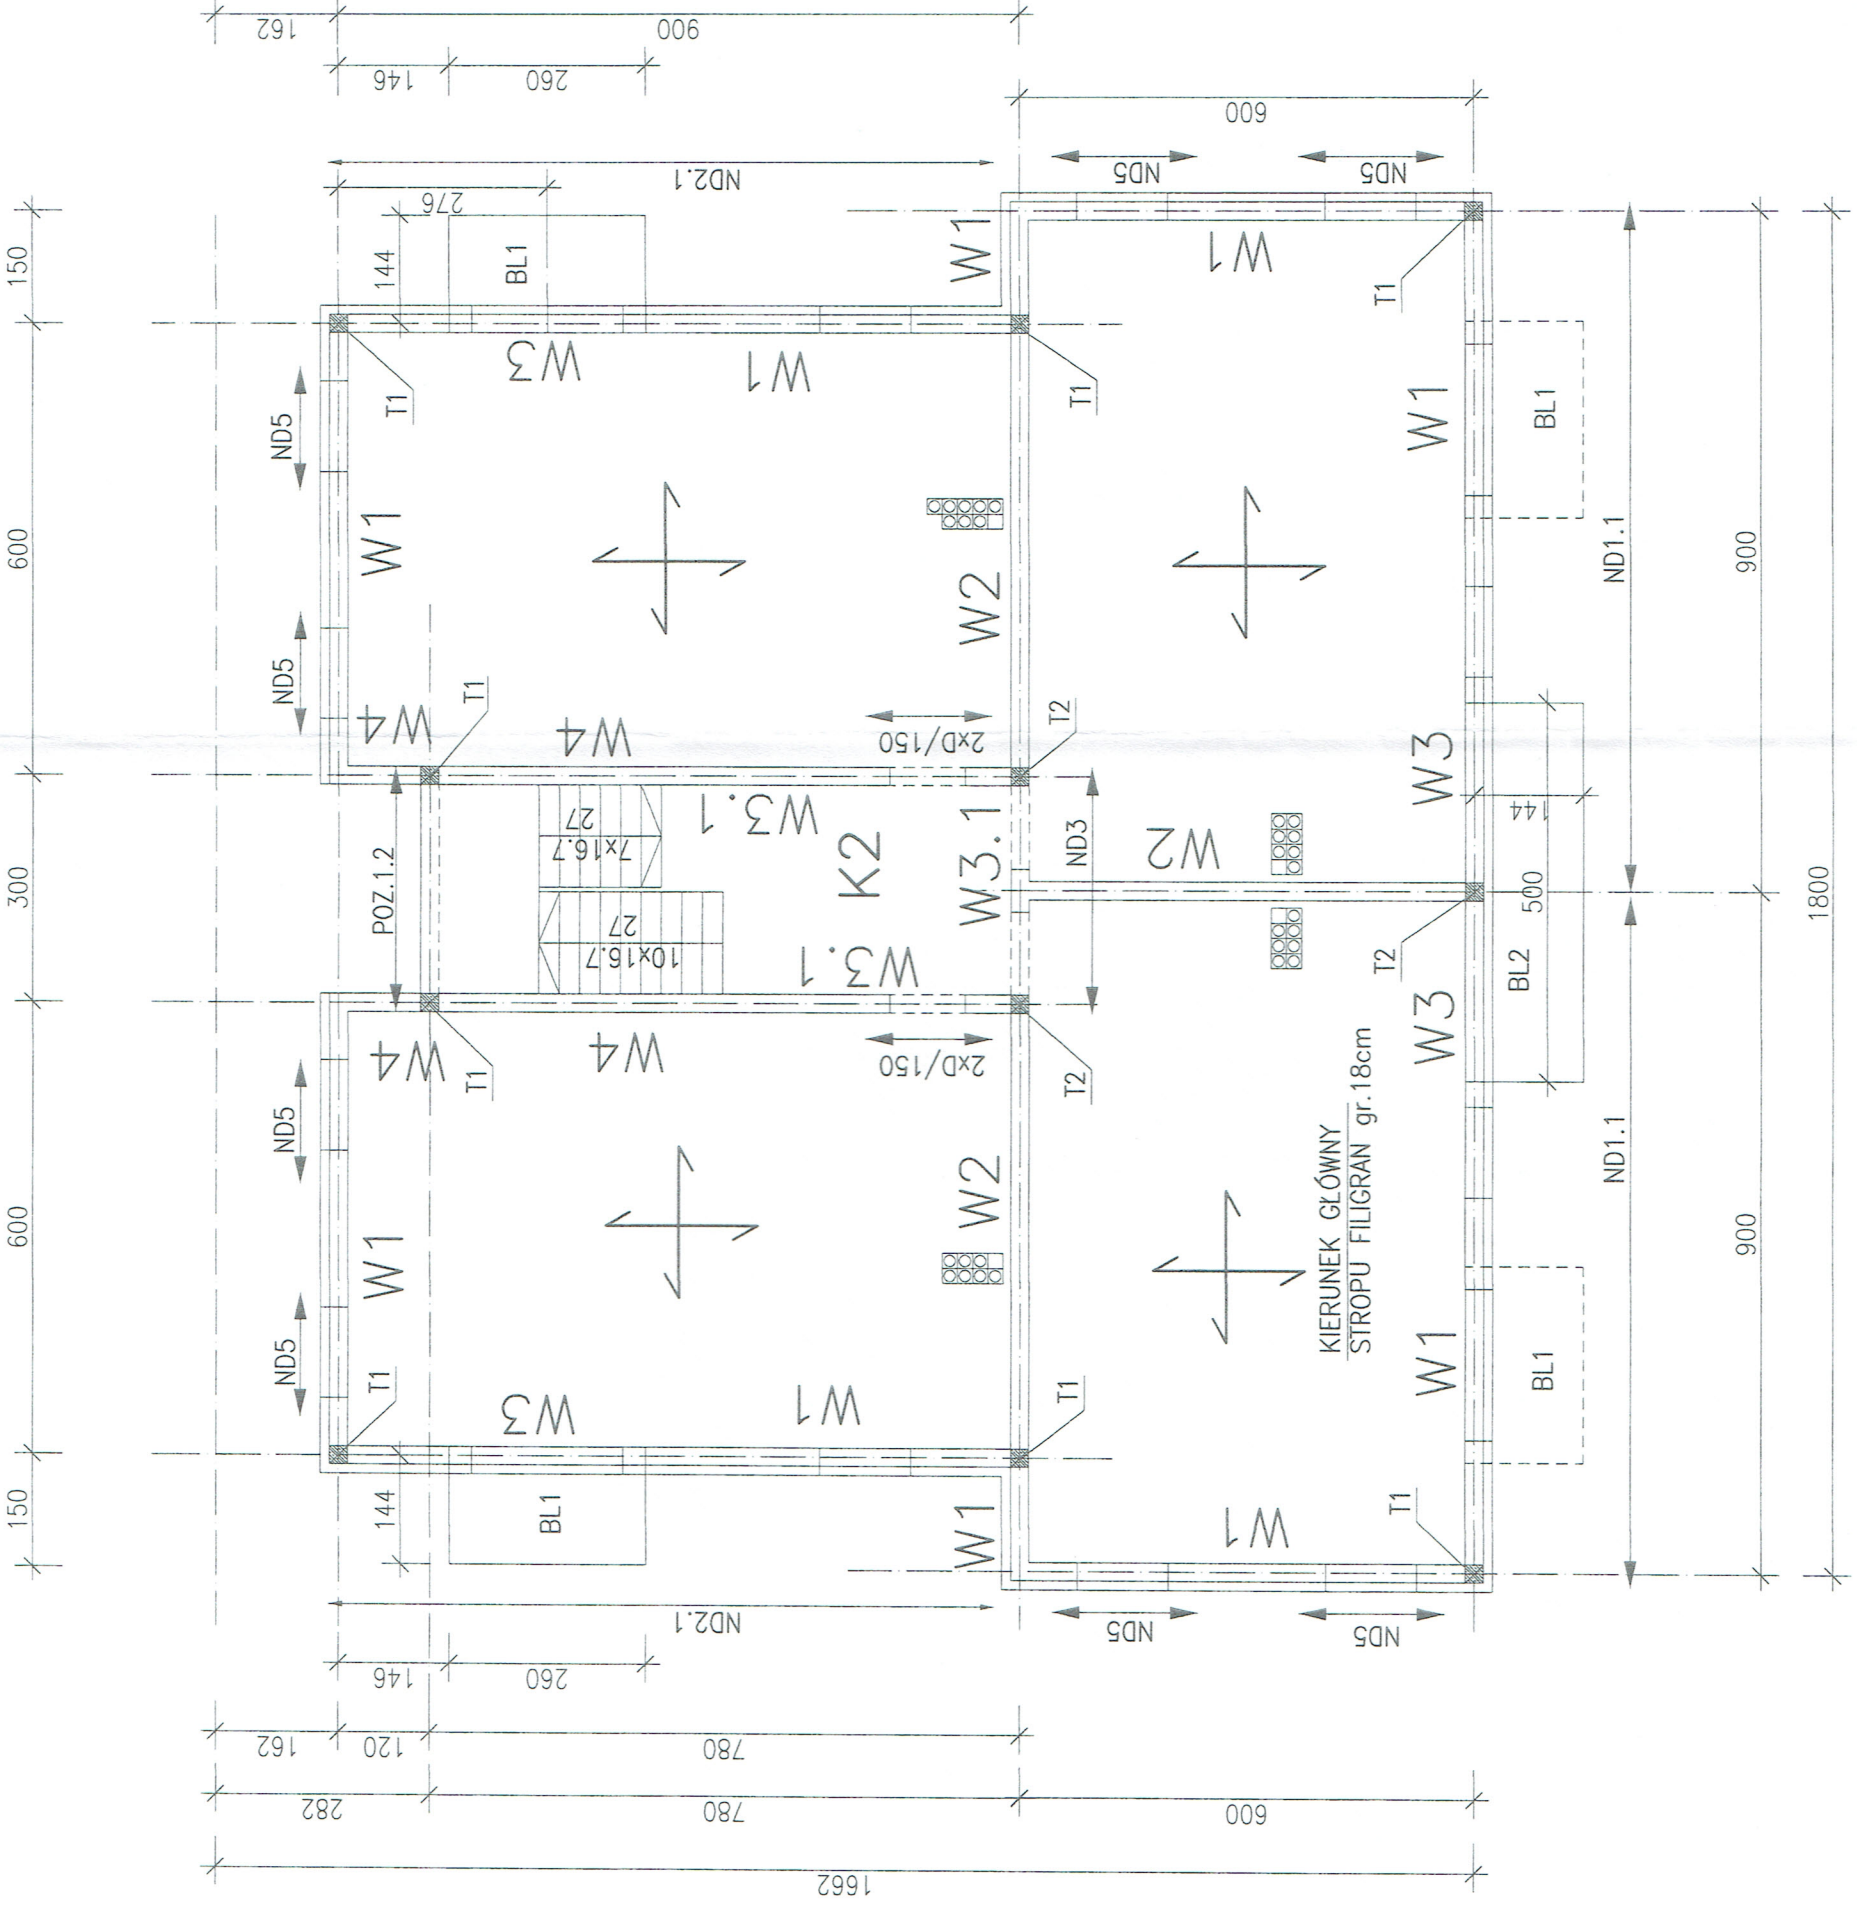 162
900
146
260
600
150
600
300
600
150
276
144
ND2.1
ND5
ND5
BL1
W1
W1
T1
ND5
T1
W3
W1
T1
W1
BL1
W1
W2
ND1.1
900
ND5
W4
T1
W4
2xD/150
T2
W3
144
POZ.1.2
7x16.7
27
W3.1
K2
W3.1
ND3
W2
500
1800
10x16.7
27
W3.1
T2
BL2
W3
ND5
W4
T1
W4
2xD/150
T2
KIERUNEK GŁÓWNY
STROPU FILIGRAN gr.18cm
W2
ND1.1
900
W1
ND5
T1
W3
W1
T1
W1
BL1
144
BL1
W1
W1
T1
ND2.1
ND5
ND5
146
260
162
120
780
282
780
600
1662